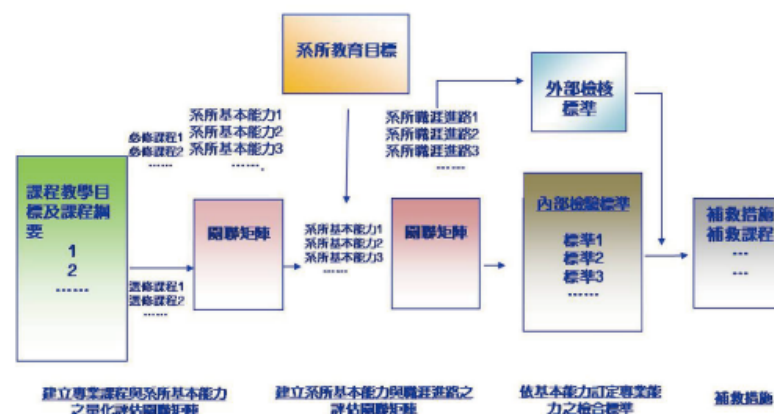 系所教育目標
外部檢核
標準
系所基本能力1
系所基本能力2
系所基本能力3
……
必修課程1
必修課程2
……
系所職涯進路1
系所職涯進路2
系所職涯進路3
……
課程教學目
標及課程綱
要
1
2
……
關聯矩陣
系所基本能力1
系所基本能力2
系所基本能力3
……
關聯矩陣
內部檢驗標準
標準1
標準2
標準3
……
補救措施
補救課程
…
…
選修課程1
選修課程2
……
建立專業課程與系所基本能力
之量化評估關聯矩陣
建立系所基本能力與職涯進路之
評估關聯矩陣
依基本能力訂定專業能
力之檢合標準
補救措施